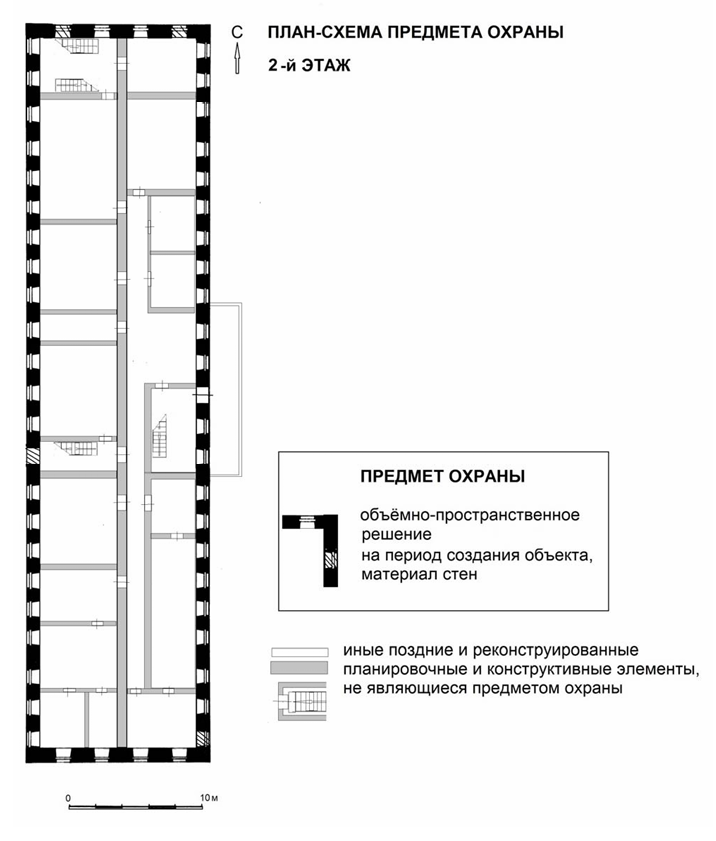 С ПЛАН-СХЕМА ПРЕДМЕТА ОХРАНЫ
2-й ЭТАЖ
ПРЕДМЕТ ОХРАНЫ
объёмно-пространственное
решение
на период создания объекта,
материал стен
иные поздние и реконструированные
планировочные и конструктивные элементы,
не являющиеся предметом охраны
0 10 м